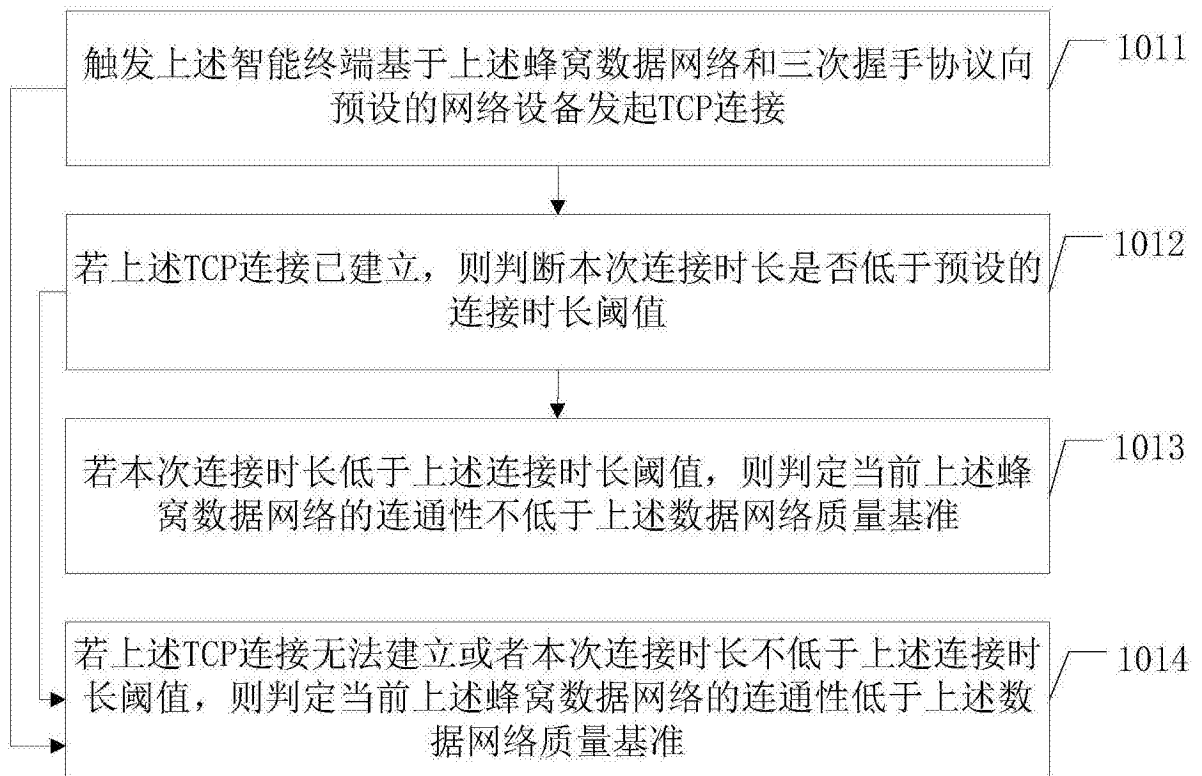 触发上述智能终端基于上述蜂窝数据网络和三次握手协议向
预设的网络设备发起TCP连接
1011
若上述TCP连接已建立，则判断本次连接时长是否低于预设的
连接时长阈值
1012
若本次连接时长低于上述连接时长阈值，则判定当前上述蜂
窝数据网络的连通性不低于上述数据网络质量基准
1013
若上述TCP连接无法建立或者本次连接时长不低于上述连接时
长阈值，则判定当前上述蜂窝数据网络的连通性低于上述数
据网络质量基准
1014